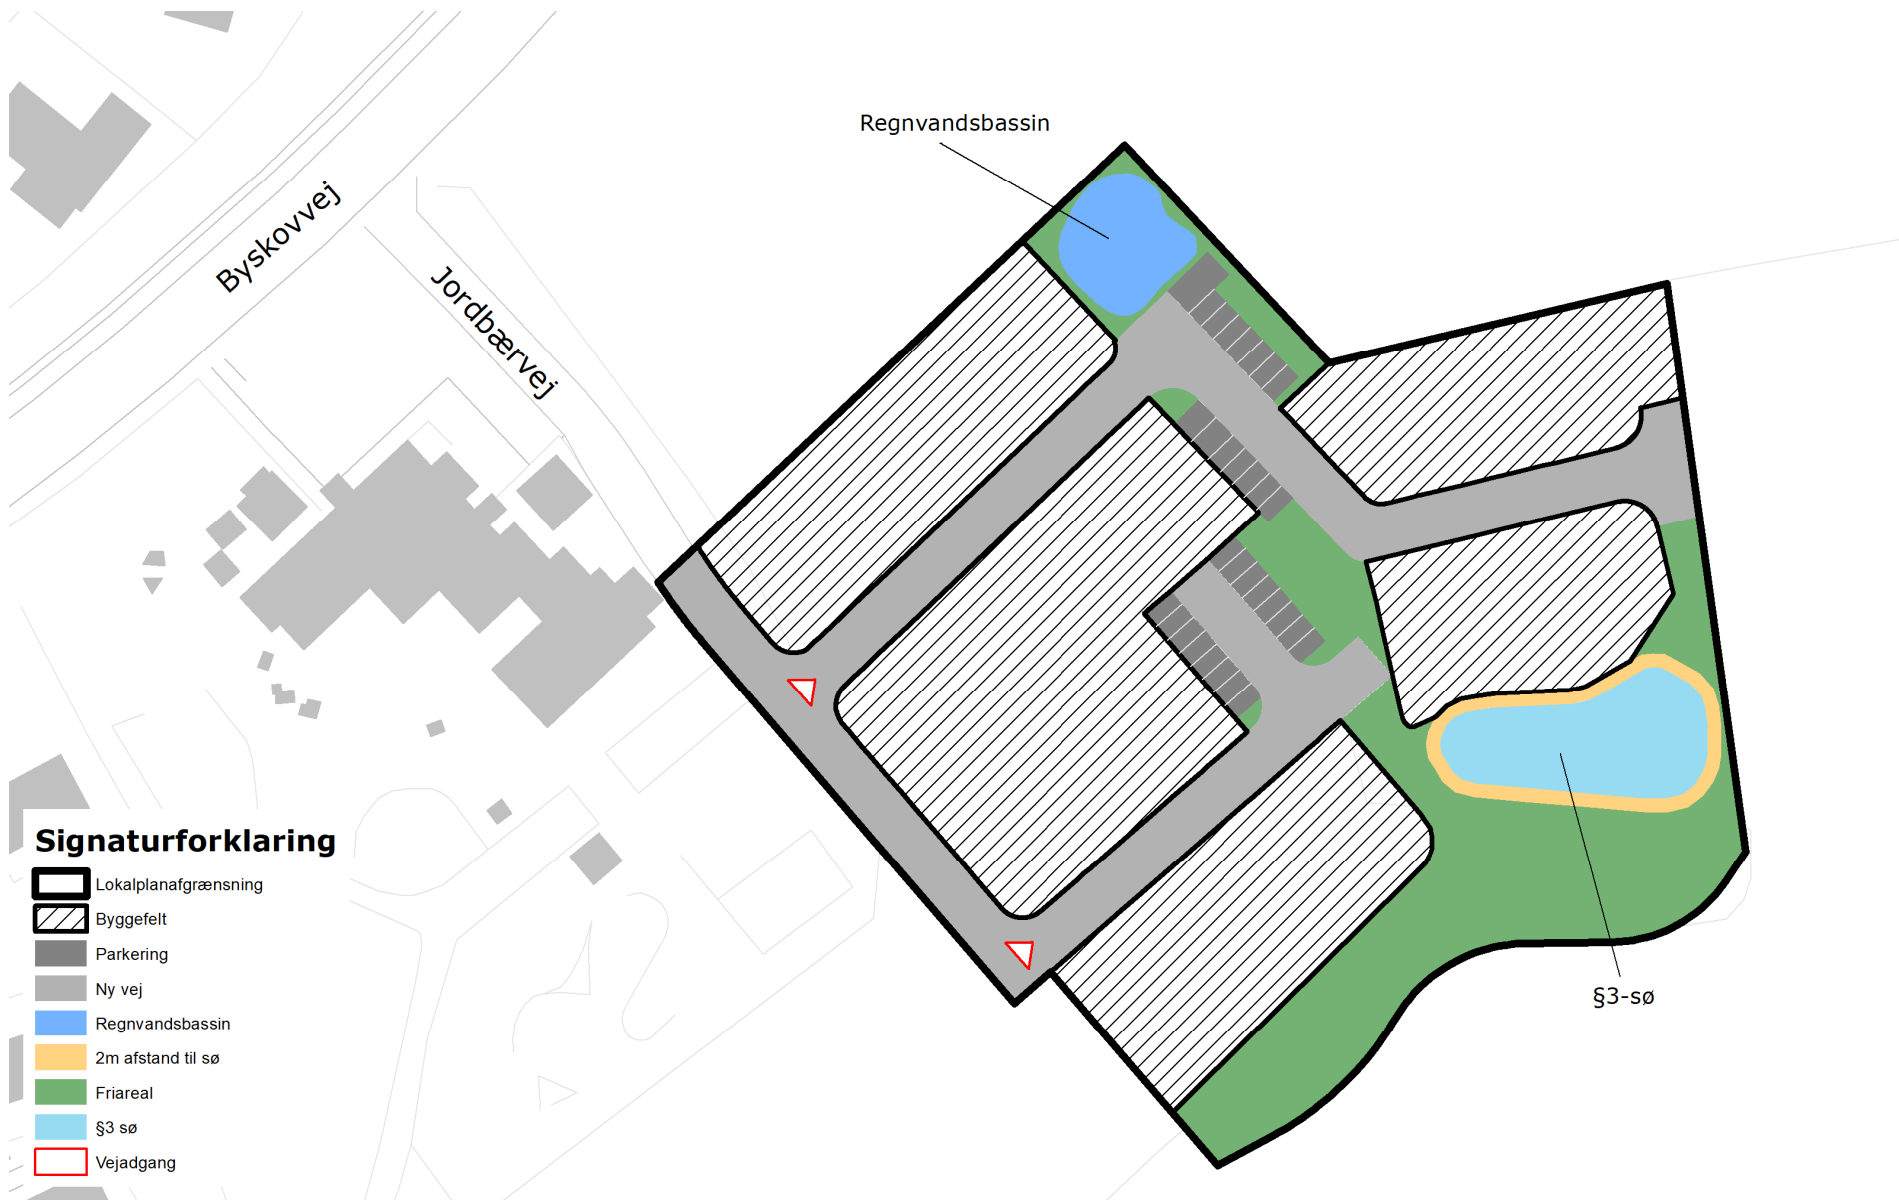 Regnvandsbassin
Byskovvej
Jordbærvej
§3-sø
Signaturforklaring
Lokalplanafgrænsning
Byggefelt
Parkering
Ny vej
Regnvandsbassin
2m afstand til sø
Friareal
§3 sø
Vejadgang